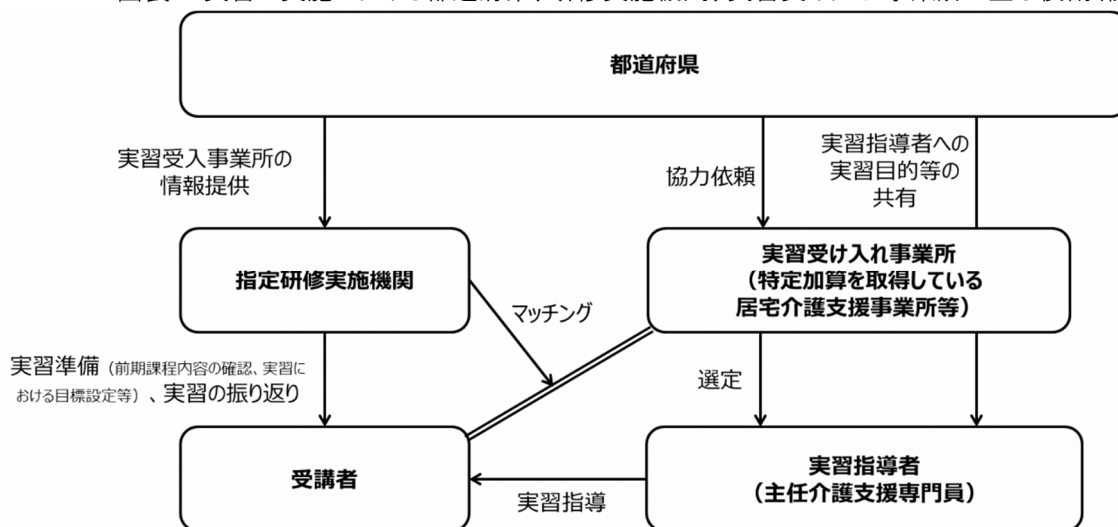 都道府県
実習受入事業所の
情報提供
協力依頼
実習指導者への
実習目的等の
共有
指定研修実施機関
実習受け入れ事業所
（特定加算を取得している
居宅介護支援事業所等）
マッチング
実習準備（前期課程内容の確認、実習に
おける目標設定等）、実習の振り返り
選定
受講者
実習指導
実習指導者
（主任介護支援専門員）